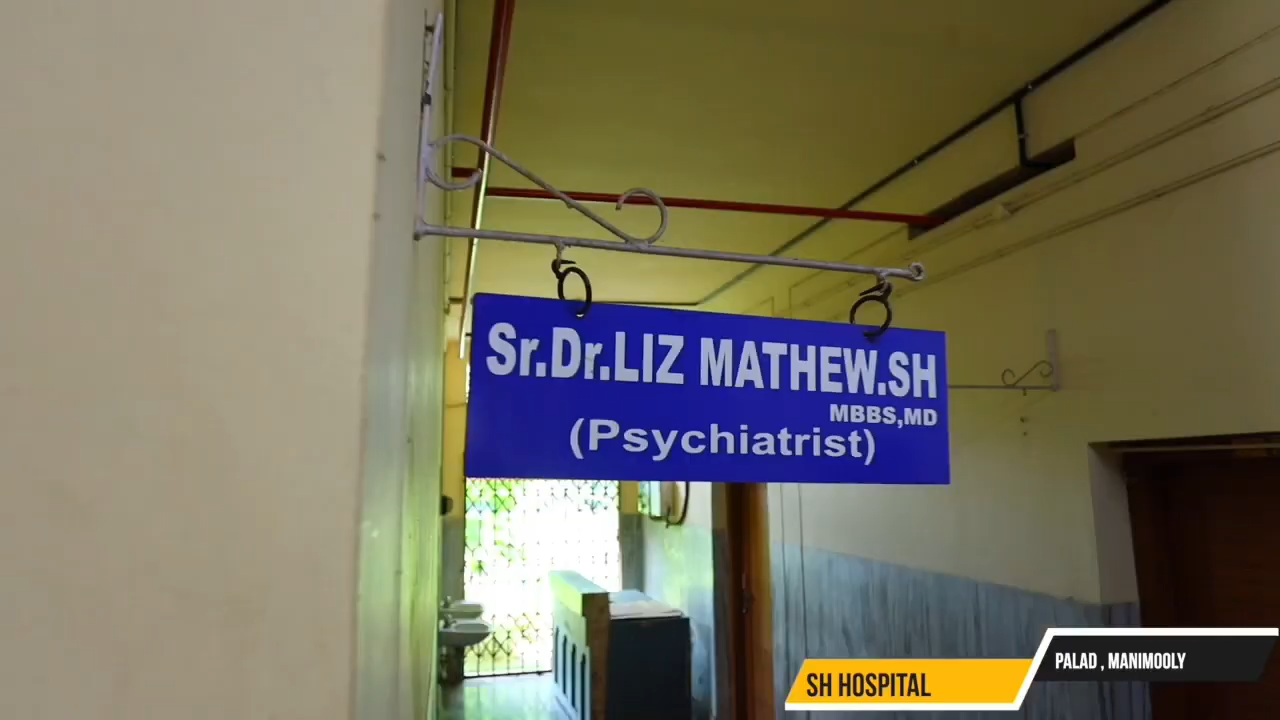 Sr.Dr.LIZ MATHEW.SH
MBBS,MD
(Psychiatrist)
SH HOSPITAL
PALAD , MANIMOOLY